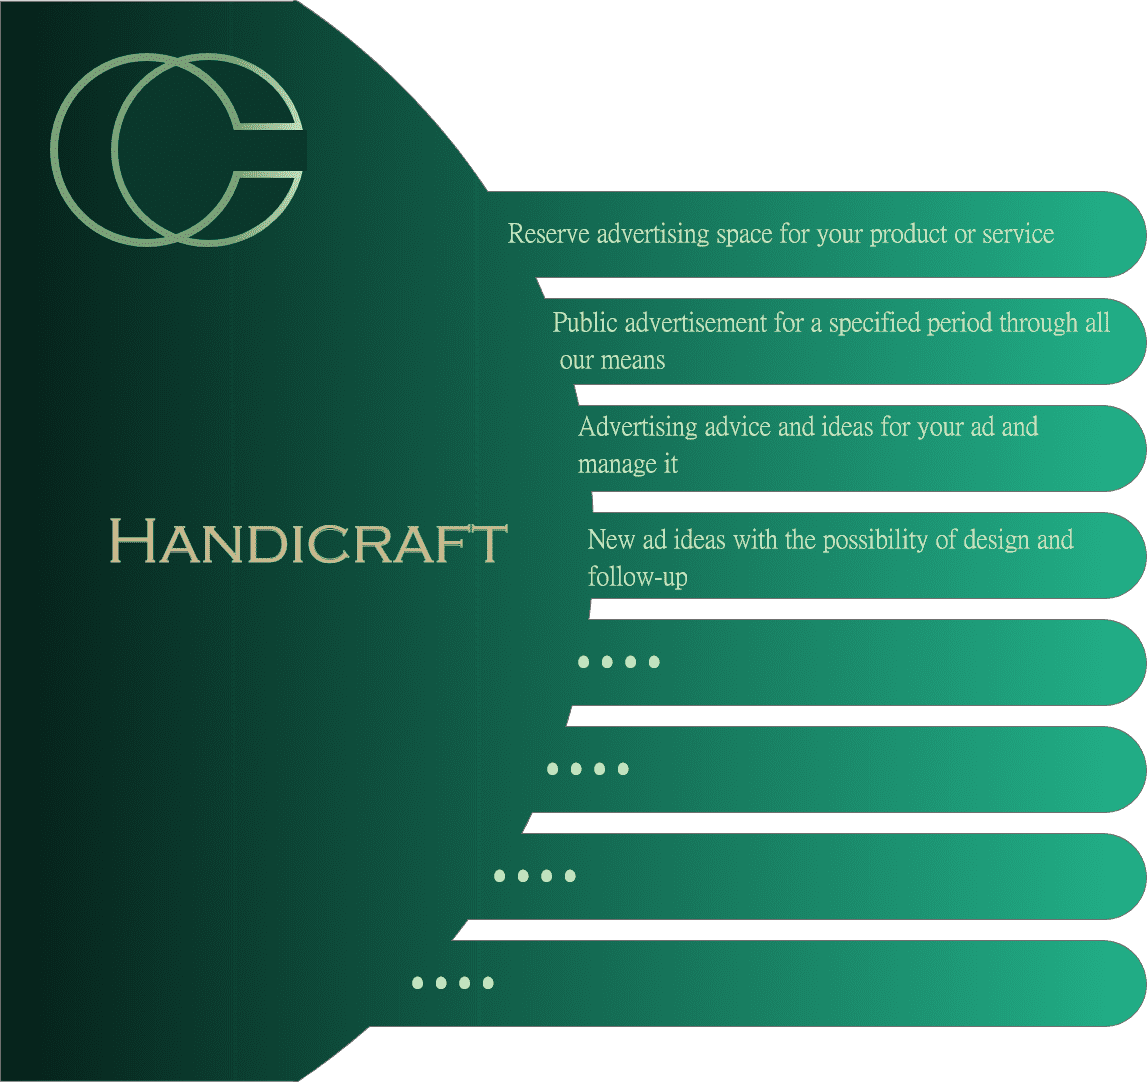 Reserve advertising space for your product or service
Public advertisement for a specified period through all
our means
Advertising advice and ideas for your ad and
manage it
HANDICRAFT
New ad ideas with the possibility of design and
follow-up
....
....
....
....